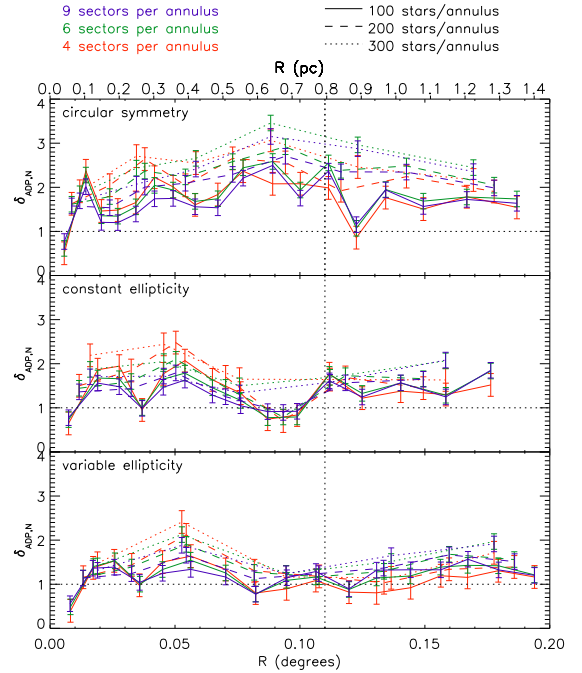 9 sectors per annulus
6 sectors per annulus
4 sectors per annulus
100 stars/annulus
200 stars/annulus
300 stars/annulus
R (pc)
0.0 0.1 0.2 0.3 0.4 0.5 0.6 0.7 0.8 0.9 1.0 1.1 1.2 1.3 1.4
circular symmetry
4
3
2
1
0
δADP,N
constant ellipticity
4
3
2
1
0
δADP,N
variable ellipticity
4
3
2
1
0
δADP,N
0.00 0.05 0.10 0.15 0.20
R (degrees)